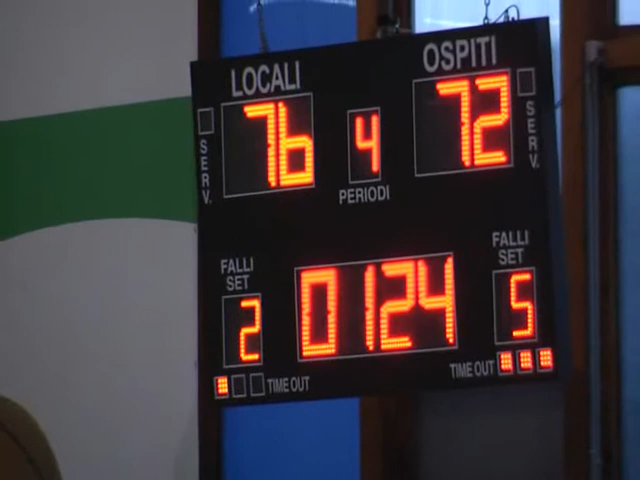 LOCALI OSPITI
76 4 72
SERV. PERIODI SERV.
FALLI SET FALLI SET
2 0124 5
TIME OUT TIME OUT